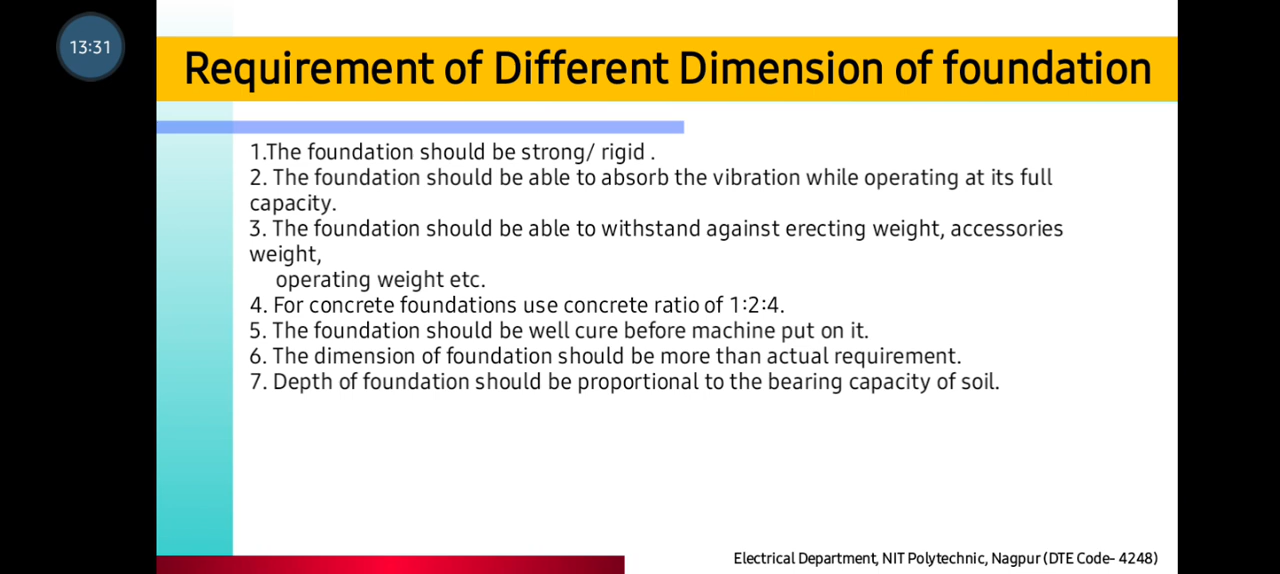 13:31
Requirement of Different Dimension of foundation
1.The foundation should be strong/ rigid .
2. The foundation should be able to absorb the vibration while operating at its full
capacity.
3. The foundation should be able to withstand against erecting weight, accessories
weight,
operating weight etc.
4. For concrete foundations use concrete ratio of 1:2:4.
5. The foundation should be well cure before machine put on it.
6. The dimension of foundation should be more than actual requirement.
7. Depth of foundation should be proportional to the bearing capacity of soil.
Electrical Department, NIT Polytechnic, Nagpur (DTE Code- 4248)